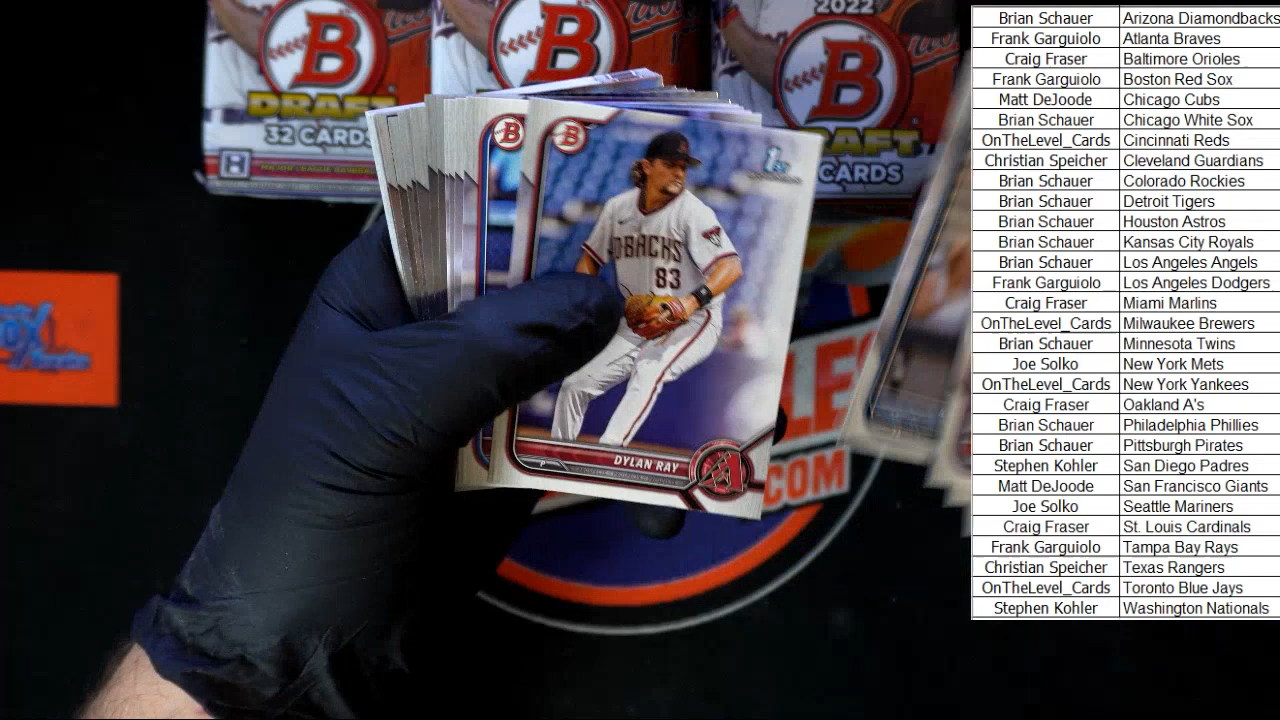 2022
B
B
B
DRAFT
32 CARDS
MAJOR LEAGUE BASEBALL
H
CARDS
B
B
1st
D-BACKS
83
DYLAN RAY
P
.COM
Brian Schauer Arizona Diamondbacks
Frank Garguiolo Atlanta Braves
Craig Fraser Baltimore Orioles
Frank Garguiolo Boston Red Sox
Matt DeJoode Chicago Cubs
Brian Schauer Chicago White Sox
OnTheLevel_Cards Cincinnati Reds
Christian Speicher Cleveland Guardians
Brian Schauer Colorado Rockies
Brian Schauer Detroit Tigers
Brian Schauer Houston Astros
Brian Schauer Kansas City Royals
Brian Schauer Los Angeles Angels
Frank Garguiolo Los Angeles Dodgers
Craig Fraser Miami Marlins
OnTheLevel_Cards Milwaukee Brewers
Brian Schauer Minnesota Twins
Joe Solko New York Mets
OnTheLevel_Cards New York Yankees
Craig Fraser Oakland A's
Brian Schauer Philadelphia Phillies
Brian Schauer Pittsburgh Pirates
Stephen Kohler San Diego Padres
Matt DeJoode San Francisco Giants
Joe Solko Seattle Mariners
Craig Fraser St. Louis Cardinals
Frank Garguiolo Tampa Bay Rays
Christian Speicher Texas Rangers
OnTheLevel_Cards Toronto Blue Jays
Stephen Kohler Washington Nationals